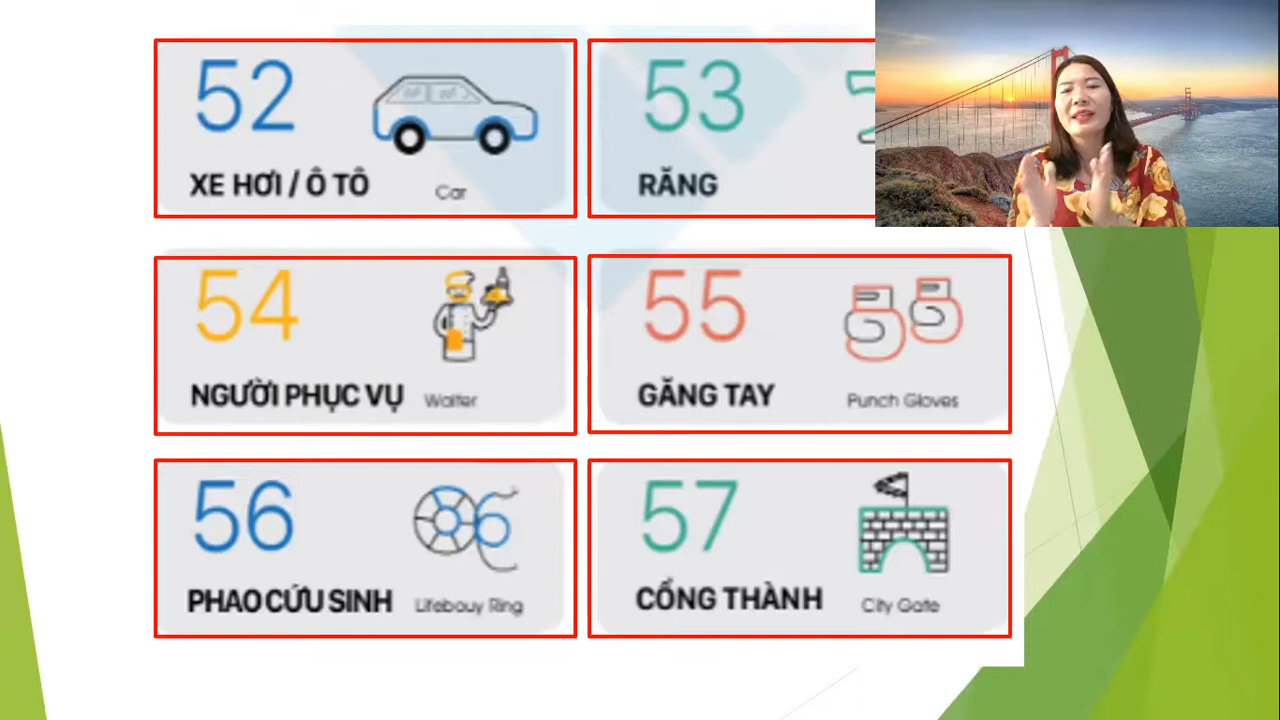 52
XE HƠI / Ô TÔ
Car
53
RĂNG
54
NGƯỜI PHỤC VỤ
Waiter
55
GĂNG TAY
Punch Gloves
56
PHAO CỨU SINH
Lifebouy Ring
57
CỔNG THÀNH
City Gate